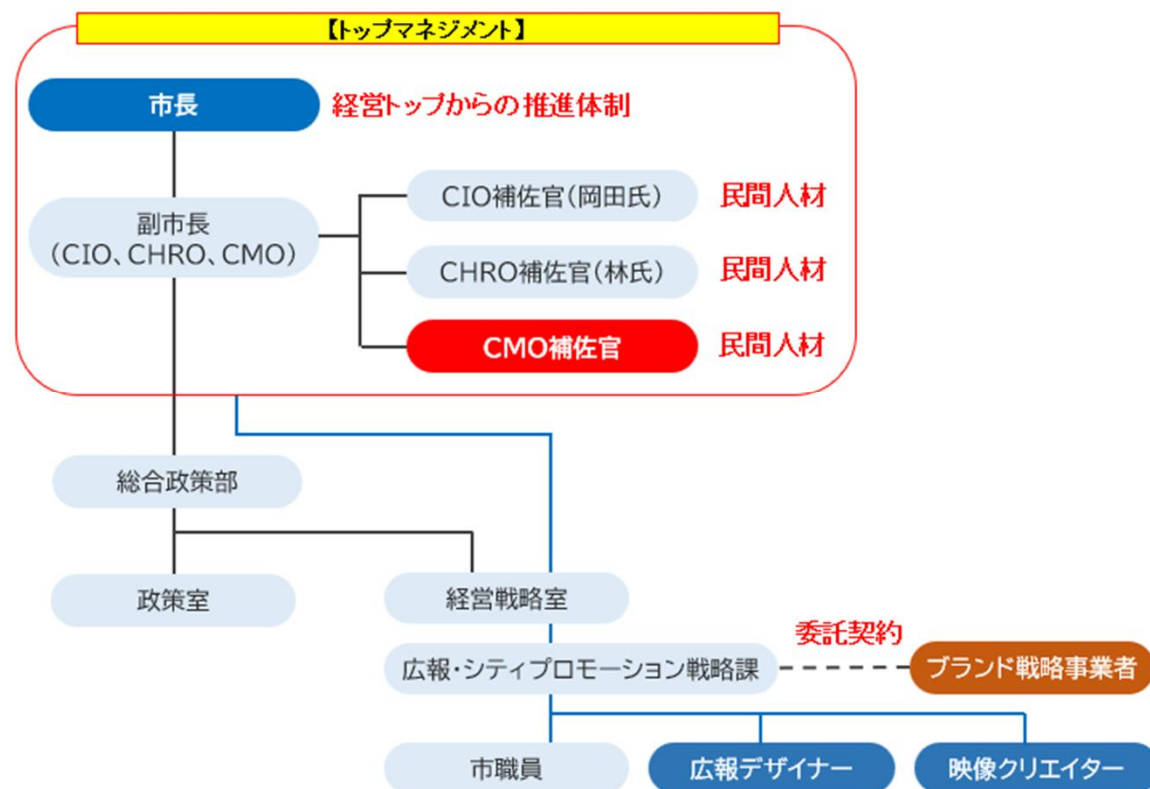 【トップマネジメント】
市長
経営トップからの推進体制
副市長
（CIO、CHRO、CMO）
CIO補佐官（岡田氏）
民間人材
CHRO補佐官（林氏）
民間人材
CMO補佐官
民間人材
総合政策部
政策室
経営戦略室
広報・シティプロモーション戦略課
委託契約
ブランド戦略事業者
市職員
広報デザイナー
映像クリエイター